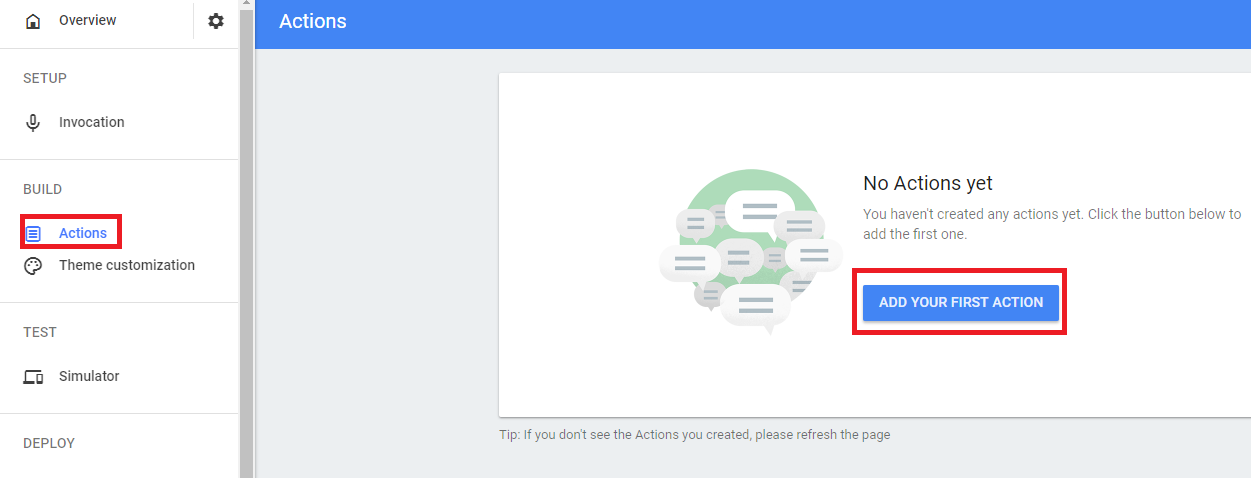 Overview
SETUP
Invocation
BUILD
Actions
Theme customization
TEST
Simulator
DEPLOY
Actions
No Actions yet
You haven't created any actions yet. Click the button below to
add the first one.
ADD YOUR FIRST ACTION
Tip: If you don't see the Actions you created, please refresh the page